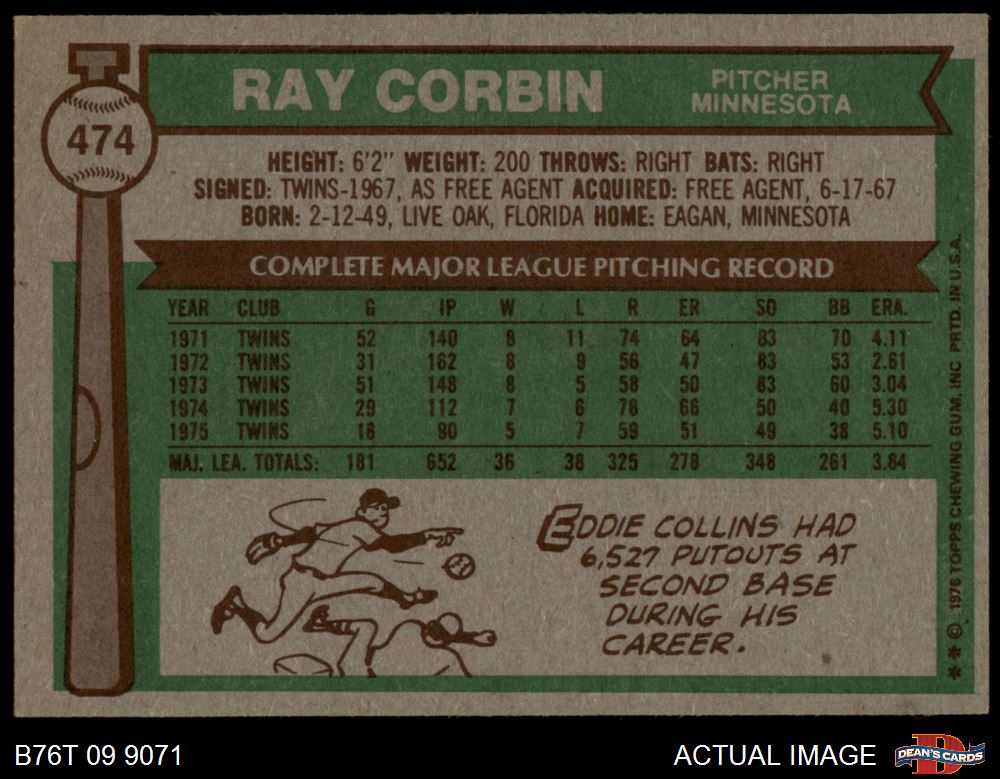 474
RAY CORBIN
PITCHER
MINNESOTA
HEIGHT: 6'2" WEIGHT: 200 THROWS: RIGHT BATS: RIGHT
SIGNED: TWINS-1967, AS FREE AGENT ACQUIRED: FREE AGENT, 6-17-67
BORN: 2-12-49, LIVE OAK, FLORIDA HOME: EAGAN, MINNESOTA
COMPLETE MAJOR LEAGUE PITCHING RECORD
YEAR CLUB G IP W L R ER SO BB ERA.
1971 TWINS 52 140 8 11 74 64 83 70 4.11
1972 TWINS 31 162 8 9 56 47 83 53 2.61
1973 TWINS 51 148 8 5 58 50 83 60 3.04
1974 TWINS 29 112 7 6 78 66 50 40 5.30
1975 TWINS 18 90 5 7 59 51 49 38 5.10
MAJ. LEA. TOTALS: 181 652 36 38 325 278 348 261 3.84
EDDIE COLLINS HAD
6,527 PUTOUTS AT
SECOND BASE
DURING HIS
CAREER.
** © 1976 TOPPS CHEWING GUM, INC PRTD. IN U.S.A.
B76T 09 9071
ACTUAL IMAGE
DEAN'S CARDS